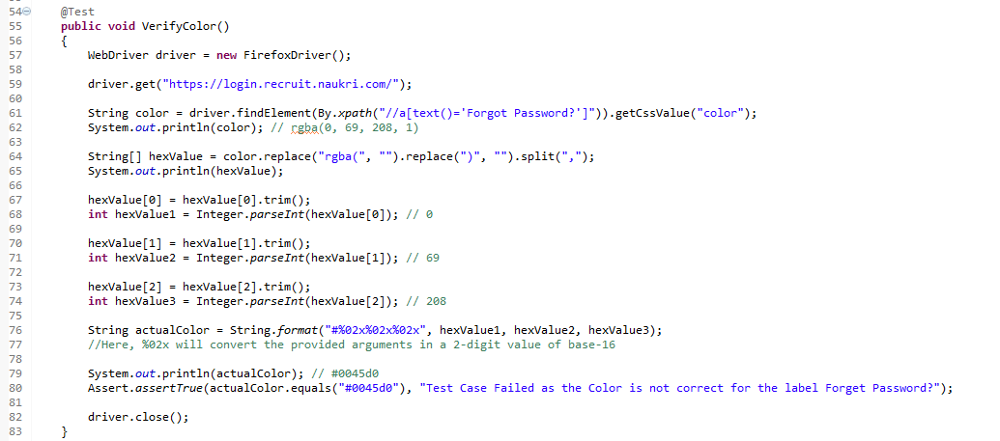 54 @Test
55 public void VerifyColor()
56 {
57 WebDriver driver = new FirefoxDriver();
58
59 driver.get("https://login.recruit.naukri.com/");
60
61 String color = driver.findElement(By.xpath("//a[text()='Forgot Password?']")).getCssValue("color");
62 System.out.println(color); // rgba(0, 69, 208, 1)
63
64 String[] hexValue = color.replace("rgba(", "").replace(")", "").split(",");
65 System.out.println(hexValue);
66
67 hexValue[0] = hexValue[0].trim();
68 int hexValue1 = Integer.parseInt(hexValue[0]); // 0
69
70 hexValue[1] = hexValue[1].trim();
71 int hexValue2 = Integer.parseInt(hexValue[1]); // 69
72
73 hexValue[2] = hexValue[2].trim();
74 int hexValue3 = Integer.parseInt(hexValue[2]); // 208
75
76 String actualColor = String.format("#%02x%02x%02x", hexValue1, hexValue2, hexValue3);
77 //Here, %02x will convert the provided arguments in a 2-digit value of base-16
78
79 System.out.println(actualColor); // #0045d0
80 Assert.assertTrue(actualColor.equals("#0045d0"), "Test Case Failed as the Color is not correct for the label Forget Password?");
81
82 driver.close();
83 }